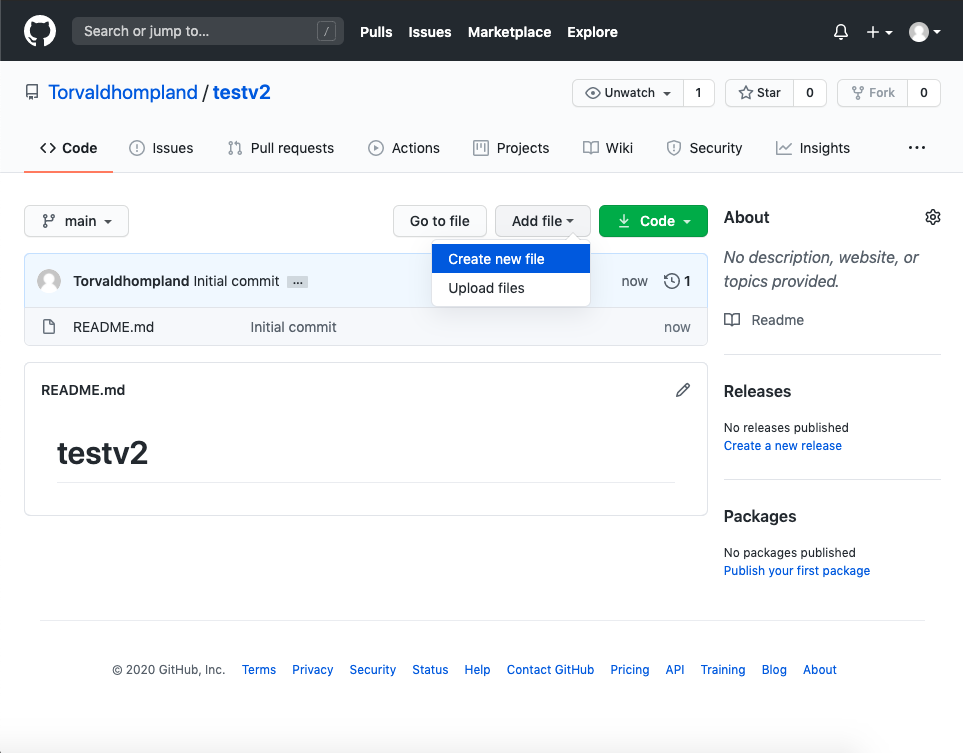 Search or jump to... / Pulls Issues Marketplace Explore
Torvaldhompland / testv2 Unwatch 1 Star 0 Fork 0
Code Issues Pull requests Actions Projects Wiki Security Insights ...
main Go to file Add file Code
Create new file
Upload files
Torvaldhompland Initial commit ... now 1
README.md Initial commit now
README.md
testv2
About
No description, website, or
topics provided.
Readme
Releases
No releases published
Create a new release
Packages
No packages published
Publish your first package
© 2020 GitHub, Inc. Terms Privacy Security Status Help Contact GitHub Pricing API Training Blog About